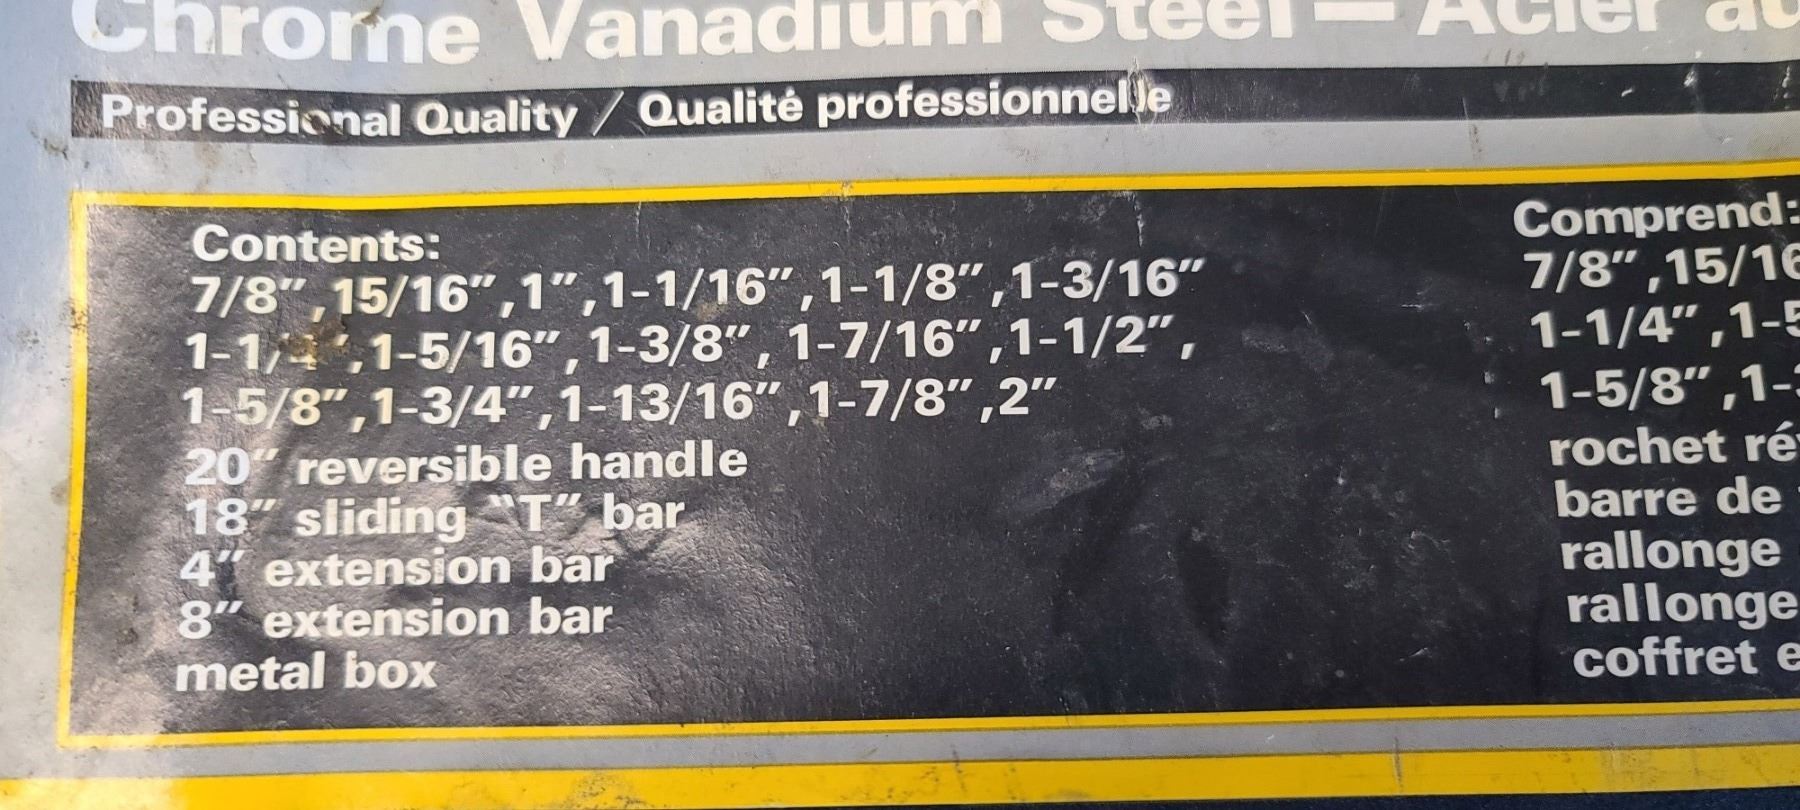 Chrome Vanadium Steel — Acier au
Professional Quality / Qualité professionnelle
Contents:
7/8″,15/16″,1″,1-1/16″,1-1/8″,1-3/16″
1-1/4″,1-5/16″,1-3/8″, 1-7/16″,1-1/2″,
1-5/8″,1-3/4″,1-13/16″,1-7/8″,2″
20″ reversible handle
18″ sliding “T” bar
4″ extension bar
8″ extension bar
metal box
Comprend:
7/8″,15/16
1-1/4″,1-5
1-5/8″,1-
rochet ré
barre de
rallonge
rallonge
coffret e